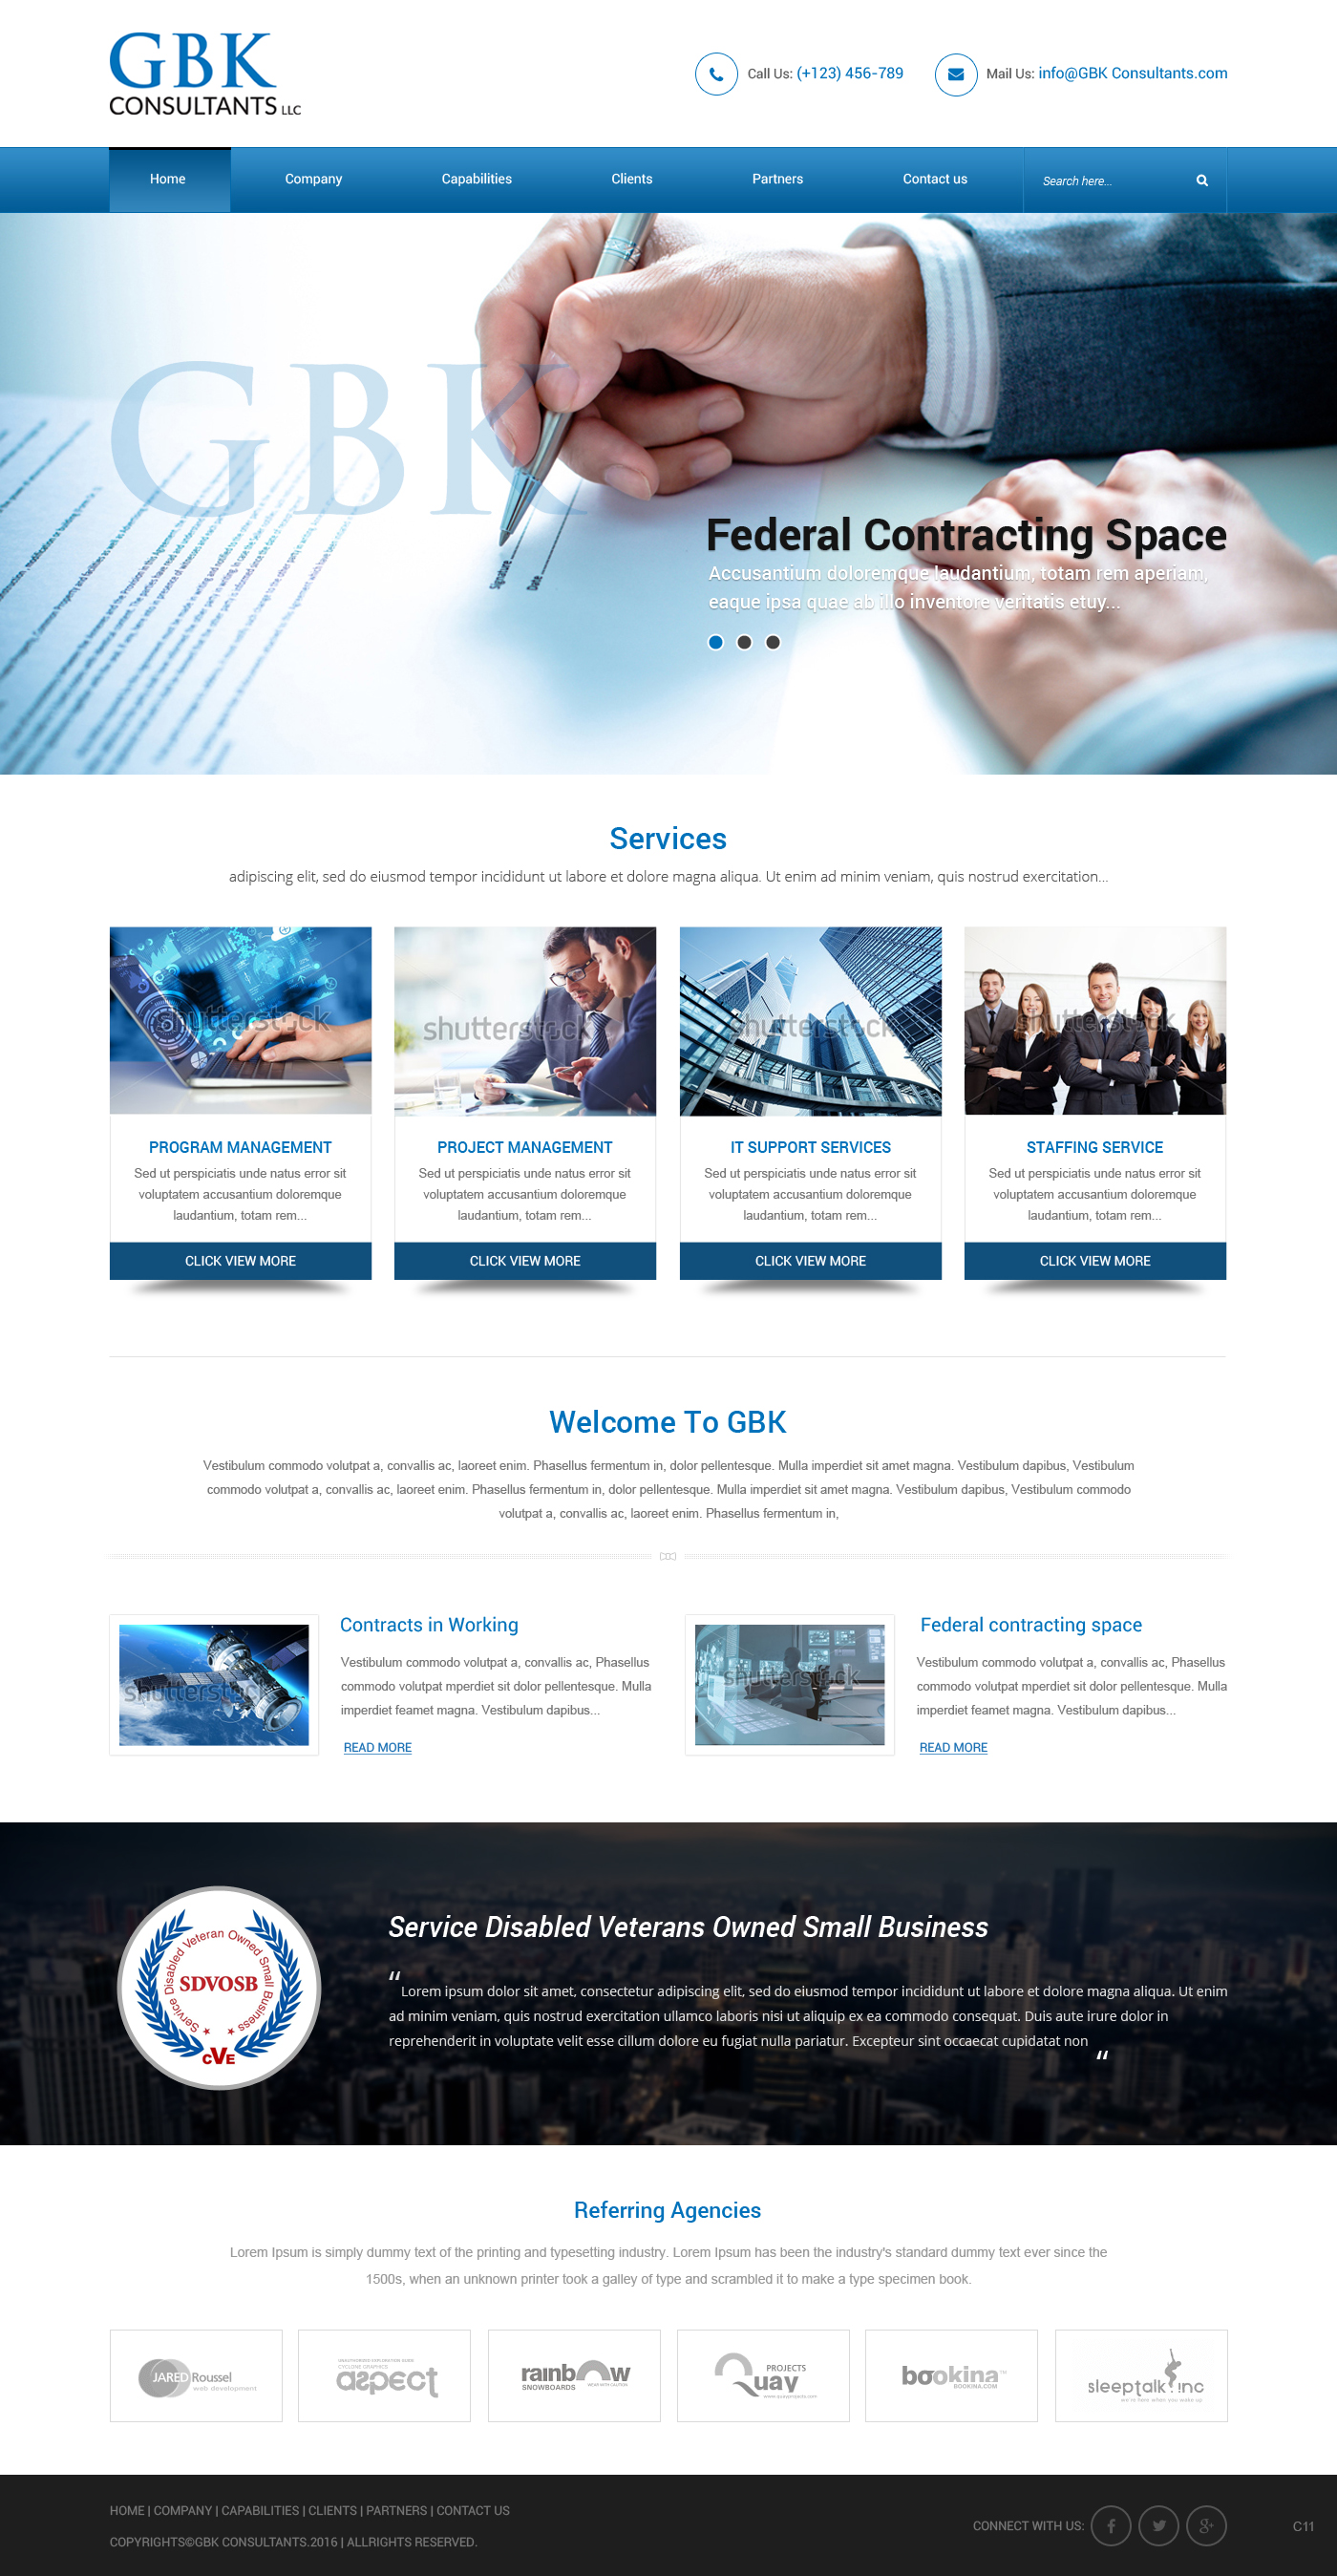 GBK
CONSULTANTS LLC
Call Us: (+123) 456-789
Mail Us: info@GBK Consultants.com
Home
Company
Capabilities
Clients
Partners
Contact us
Search here...
GBK
Federal Contracting Space
Accusantium doloremque laudantium, totam rem aperiam,
eaque ipsa quae ab illo inventore veritatis etuy...
Services
adipiscing elit, sed do eiusmod tempor incididunt ut labore et dolore magna aliqua. Ut enim ad minim veniam, quis nostrud exercitation...
shutterstock
shutterstock
shutterstock
shutterstock
PROGRAM MANAGEMENT
Sed ut perspiciatis unde natus error sit
voluptatem accusantium doloremque
laudantium, totam rem...
CLICK VIEW MORE
PROJECT MANAGEMENT
Sed ut perspiciatis unde natus error sit
voluptatem accusantium doloremque
laudantium, totam rem...
CLICK VIEW MORE
IT SUPPORT SERVICES
Sed ut perspiciatis unde natus error sit
voluptatem accusantium doloremque
laudantium, totam rem...
CLICK VIEW MORE
STAFFING SERVICE
Sed ut perspiciatis unde natus error sit
voluptatem accusantium doloremque
laudantium, totam rem...
CLICK VIEW MORE
Welcome To GBK
Vestibulum commodo volutpat a, convallis ac, laoreet enim. Phasellus fermentum in, dolor pellentesque. Mulla imperdiet sit amet magna. Vestibulum dapibus, Vestibulum
commodo volutpat a, convallis ac, laoreet enim. Phasellus fermentum in, dolor pellentesque. Mulla imperdiet sit amet magna. Vestibulum dapibus, Vestibulum commodo
volutpat a, convallis ac, laoreet enim. Phasellus fermentum in,
shutterstock
Contracts in Working
Vestibulum commodo volutpat a, convallis ac, Phasellus
commodo volutpat mperdiet sit dolor pellentesque. Mulla
imperdiet feamet magna. Vestibulum dapibus...
READ MORE
shutterstock
Federal contracting space
Vestibulum commodo volutpat a, convallis ac, Phasellus
commodo volutpat mperdiet sit dolor pellentesque. Mulla
imperdiet feamet magna. Vestibulum dapibus...
READ MORE
Service Disabled Veteran Owned Small Business
SDVOSB
CVE
Service Disabled Veterans Owned Small Business
“ Lorem ipsum dolor sit amet, consectetur adipiscing elit, sed do eiusmod tempor incididunt ut labore et dolore magna aliqua. Ut enim
ad minim veniam, quis nostrud exercitation ullamco laboris nisi ut aliquip ex ea commodo consequat. Duis aute irure dolor in
reprehenderit in voluptate velit esse cillum dolore eu fugiat nulla pariatur. Excepteur sint occaecat cupidatat non “
Referring Agencies
Lorem Ipsum is simply dummy text of the printing and typesetting industry. Lorem Ipsum has been the industry's standard dummy text ever since the
1500s, when an unknown printer took a galley of type and scrambled it to make a type specimen book.
JARED Roussel
web development
CYCLONE GRAPHICS
aspect
rainbow
SNOWBOARDS
PROJECTS
Quay
bookina™
BOOKINA.COM
sleeptalk inc
we're here when you wake up
HOME | COMPANY | CAPABILITIES | CLIENTS | PARTNERS | CONTACT US
COPYRIGHTS©GBK CONSULTANTS.2016 | ALLRIGHTS RESERVED.
CONNECT WITH US:
C11